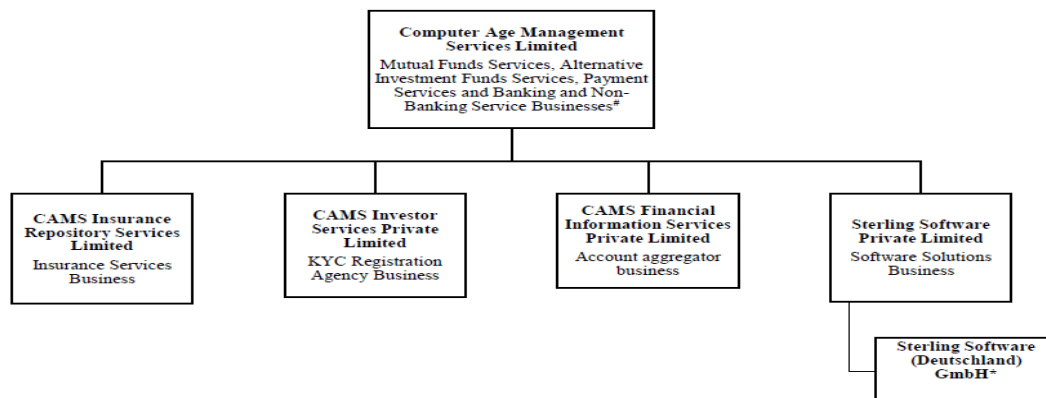 Computer Age Management
Services Limited
Mutual Funds Services, Alternative
Investment Funds Services, Payment
Services and Banking and Non-
Banking Service Businesses#
CAMS Insurance
Repository Services
Limited
Insurance Services
Business
CAMS Investor
Services Private
Limited
KYC Registration
Agency Business
CAMS Financial
Information Services
Private Limited
Account aggregator
business
Sterling Software
Private Limited
Software Solutions
Business
Sterling Software
(Deutschland)
GmbH*